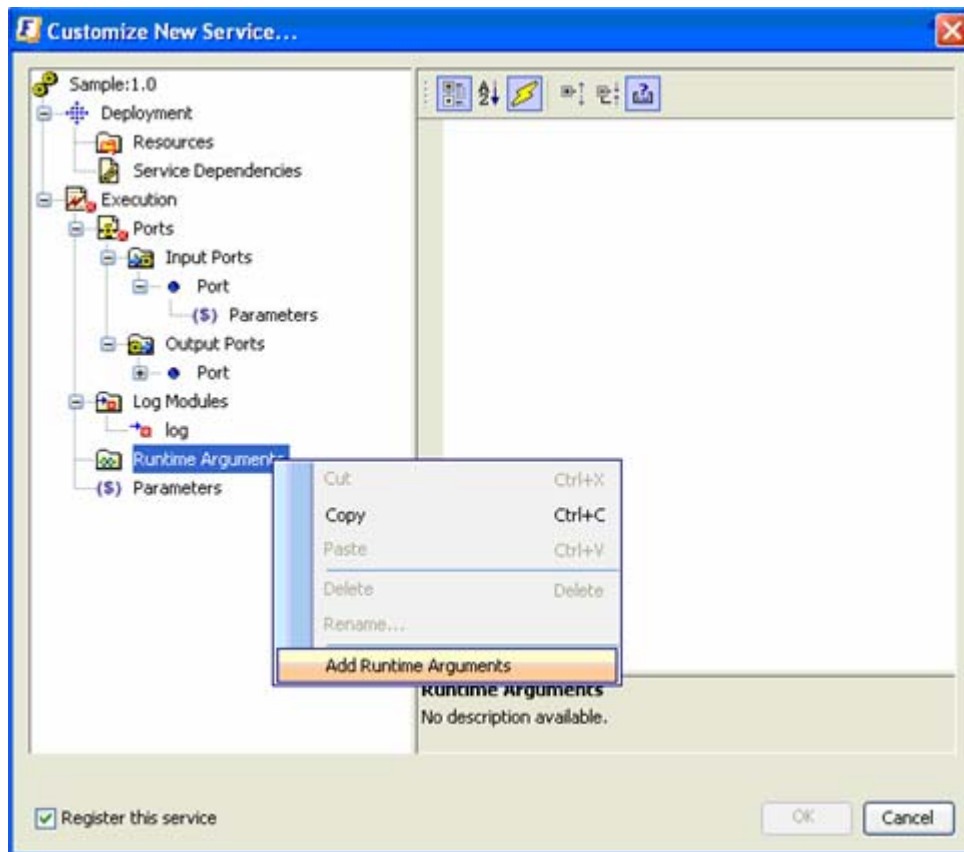 Customize New Service...
Sample:1.0
Deployment
Resources
Service Dependencies
Execution
Ports
Input Ports
Port
($) Parameters
Output Ports
Port
Log Modules
log
Runtime Arguments
($) Parameters
Cut Ctrl+X
Copy Ctrl+C
Paste Ctrl+V
Delete Delete
Rename...
Add Runtime Arguments
Runtime Arguments
No description available.
Register this service
OK
Cancel